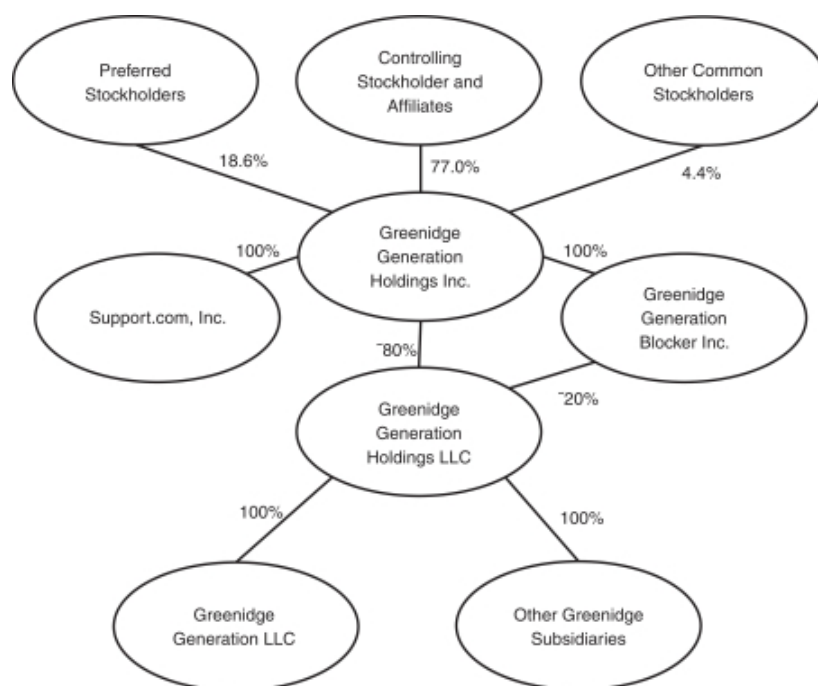 Preferred
Stockholders
Controlling
Stockholder and
Affiliates
Other Common
Stockholders
18.6%
77.0%
4.4%
Greenidge
Generation
Holdings Inc.
100%
100%
Support.com, Inc.
Greenidge
Generation
Blocker Inc.
~80%
~20%
Greenidge
Generation
Holdings LLC
100%
100%
Greenidge
Generation LLC
Other Greenidge
Subsidiaries